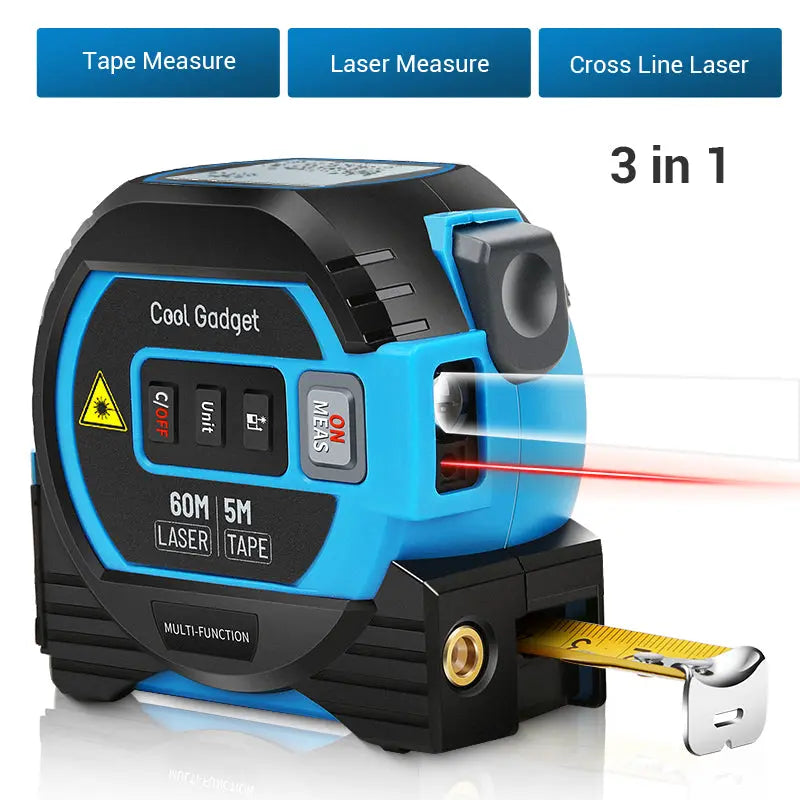 Tape Measure
Laser Measure
Cross Line Laser
3 in 1
Cool Gadget
C/OFF
Unit
ON
MEAS
60M 5M
LASER TAPE
MULTI-FUNCTION
3